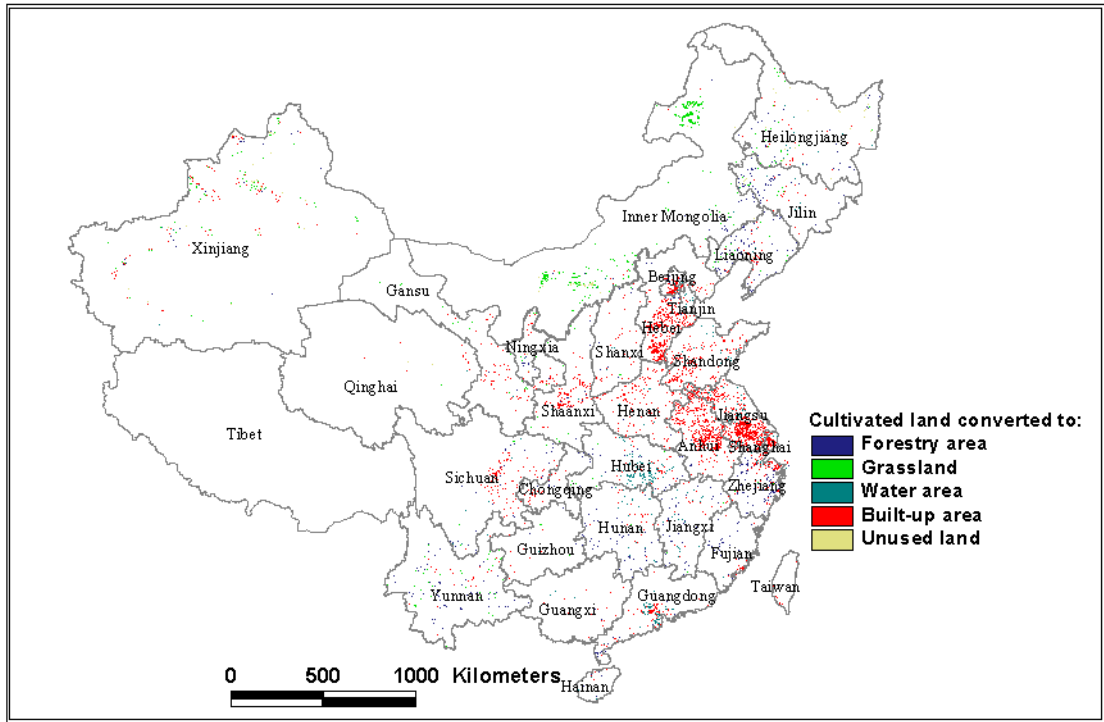 Heilongjiang
Jilin
Inner Mongolia
Liaoning
Xinjiang
Beijing
Gansu
Tianjin
Hebei
Ningxia
Shanxi
Shandong
Qinghai
Shaanxi
Henan
Jiangsu
Tibet
Anhui
Shanghai
Hubei
Sichuan
Chongqing
Zhejiang
Hunan
Jiangxi
Guizhou
Fujian
Taiwan
Yunnan
Guangxi
Guangdong
Hainan
Cultivated land converted to:
Forestry area
Grassland
Water area
Built-up area
Unused land
0 500 1000 Kilometers